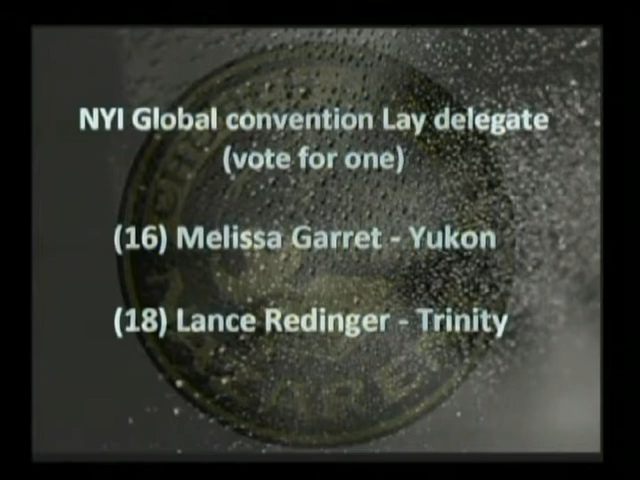 NYI Global convention Lay delegate
(vote for one)
(16) Melissa Garret - Yukon
(18) Lance Redinger - Trinity